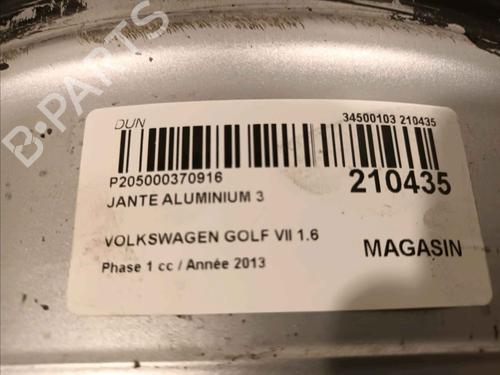 B-PARTS
DUN
34500103 210435
P205000370916
210435
JANTE ALUMINIUM 3
VOLKSWAGEN GOLF VII 1.6
MAGASIN
Phase 1 cc / Année 2013